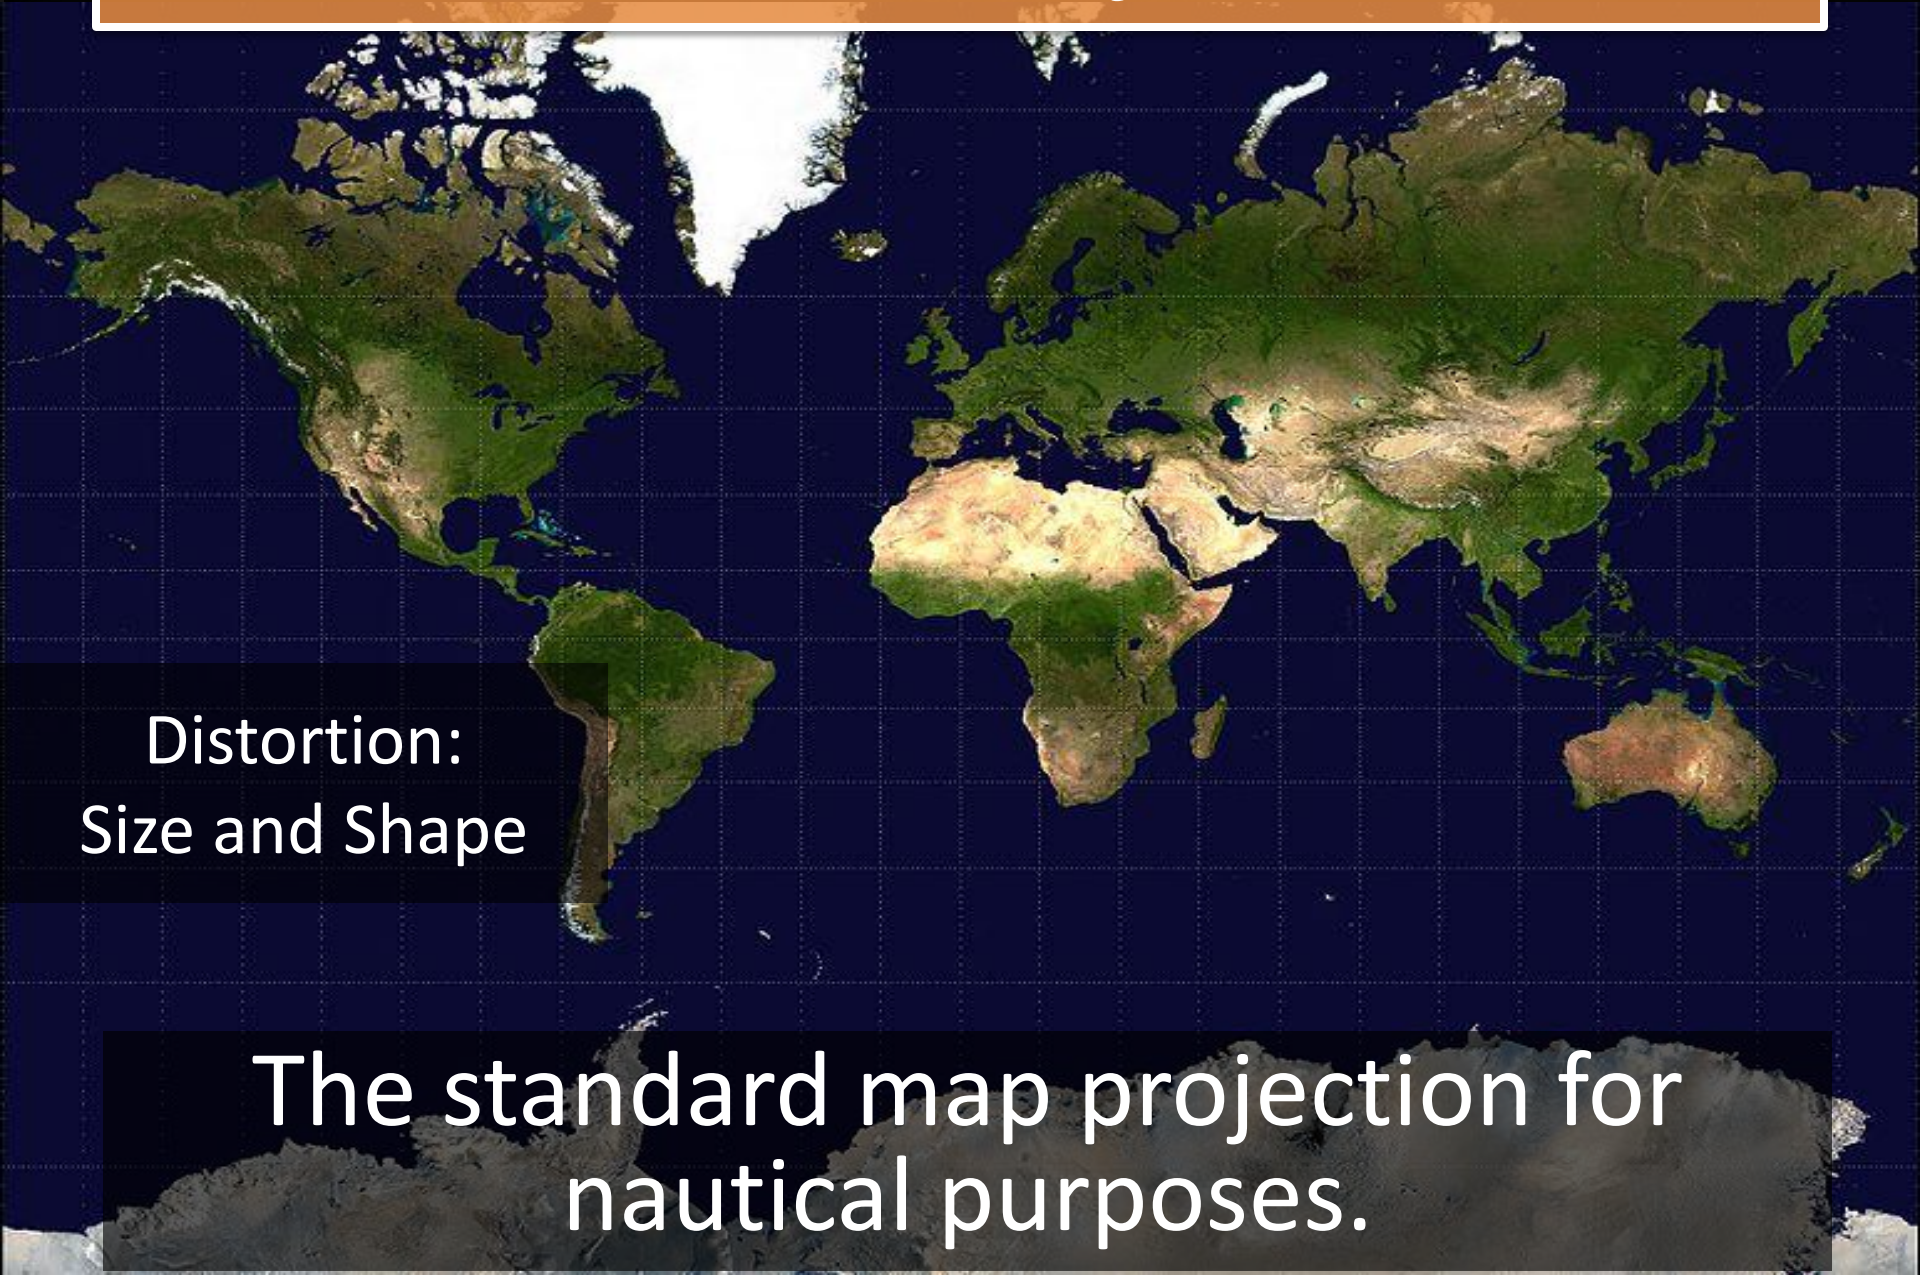 Distortion:
Size and Shape
The standard map projection for
nautical purposes.